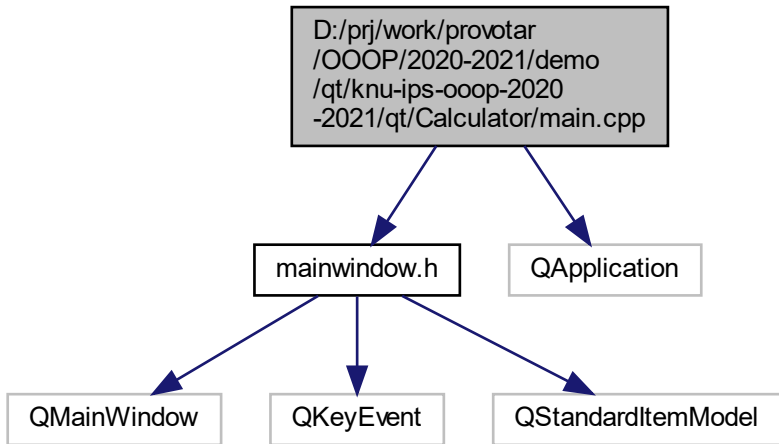 D:/prj/work/provotar
/OOOP/2020-2021/demo
/qt/knu-ips-ooop-2020
-2021/qt/Calculator/main.cpp
mainwindow.h
QApplication
QMainWindow
QKeyEvent
QStandardItemModel